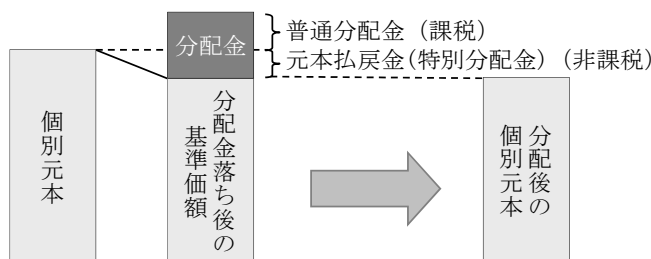 分配金
普通分配金（課税）
元本払戻金(特別分配金)（非課税）
個別元本
分配金落ち後の
基準価額
分配後の
個別元本